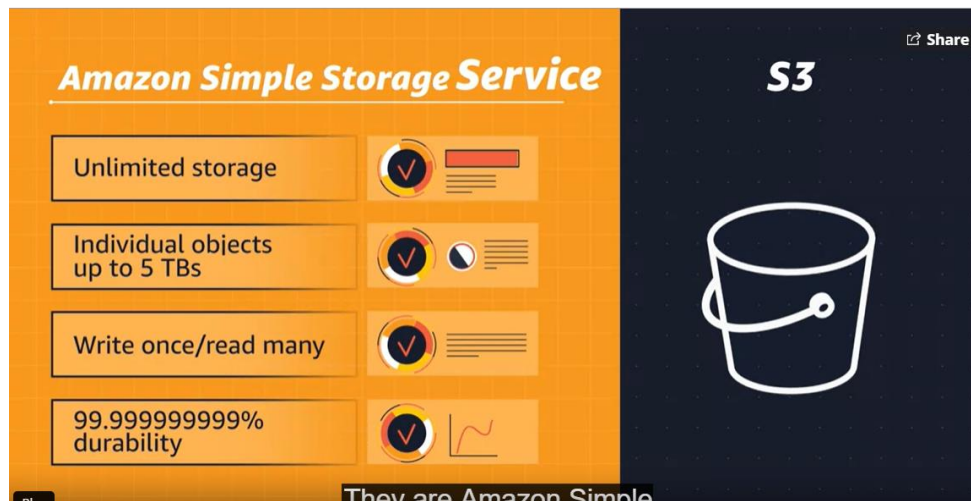 Share
Amazon Simple Storage Service
S3
Unlimited storage
Individual objects
up to 5 TBs
Write once/read many
99.999999999%
durability
They are Amazon Simple